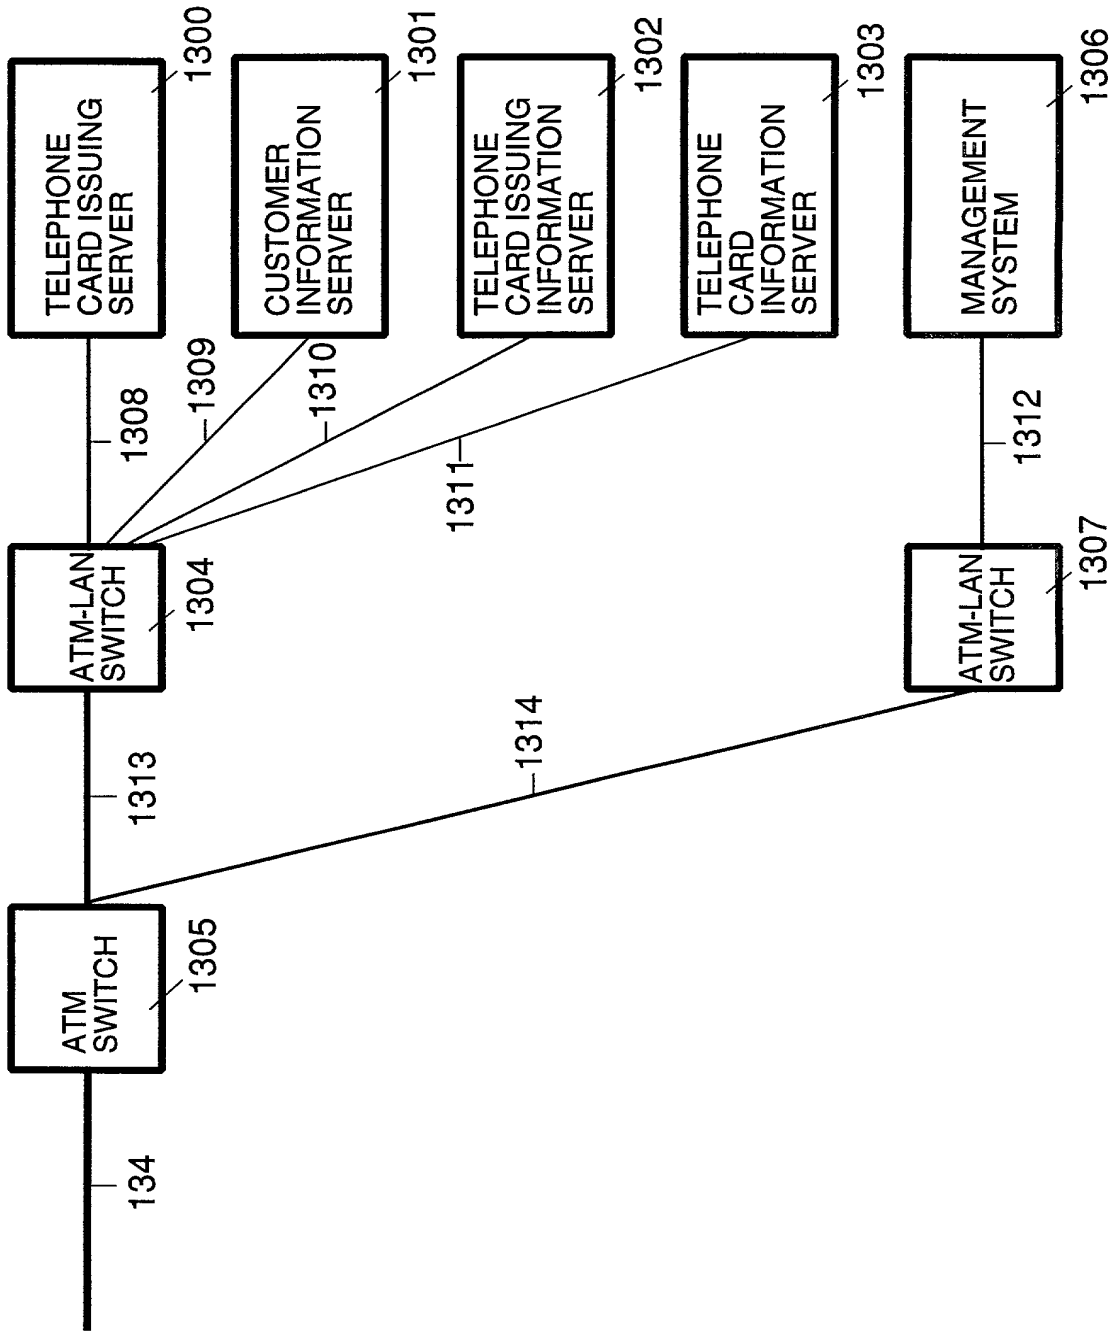 TELEPHONE
CARD ISSUING
SERVER
1300
CUSTOMER
INFORMATION
SERVER
1301
TELEPHONE
CARD ISSUING
INFORMATION
SERVER
1302
TELEPHONE
CARD
INFORMATION
SERVER
1303
MANAGEMENT
SYSTEM
1306
1308
1309
1310
1311
1312
ATM-LAN
SWITCH
1304
ATM-LAN
SWITCH
1307
1313
1314
ATM
SWITCH
1305
134